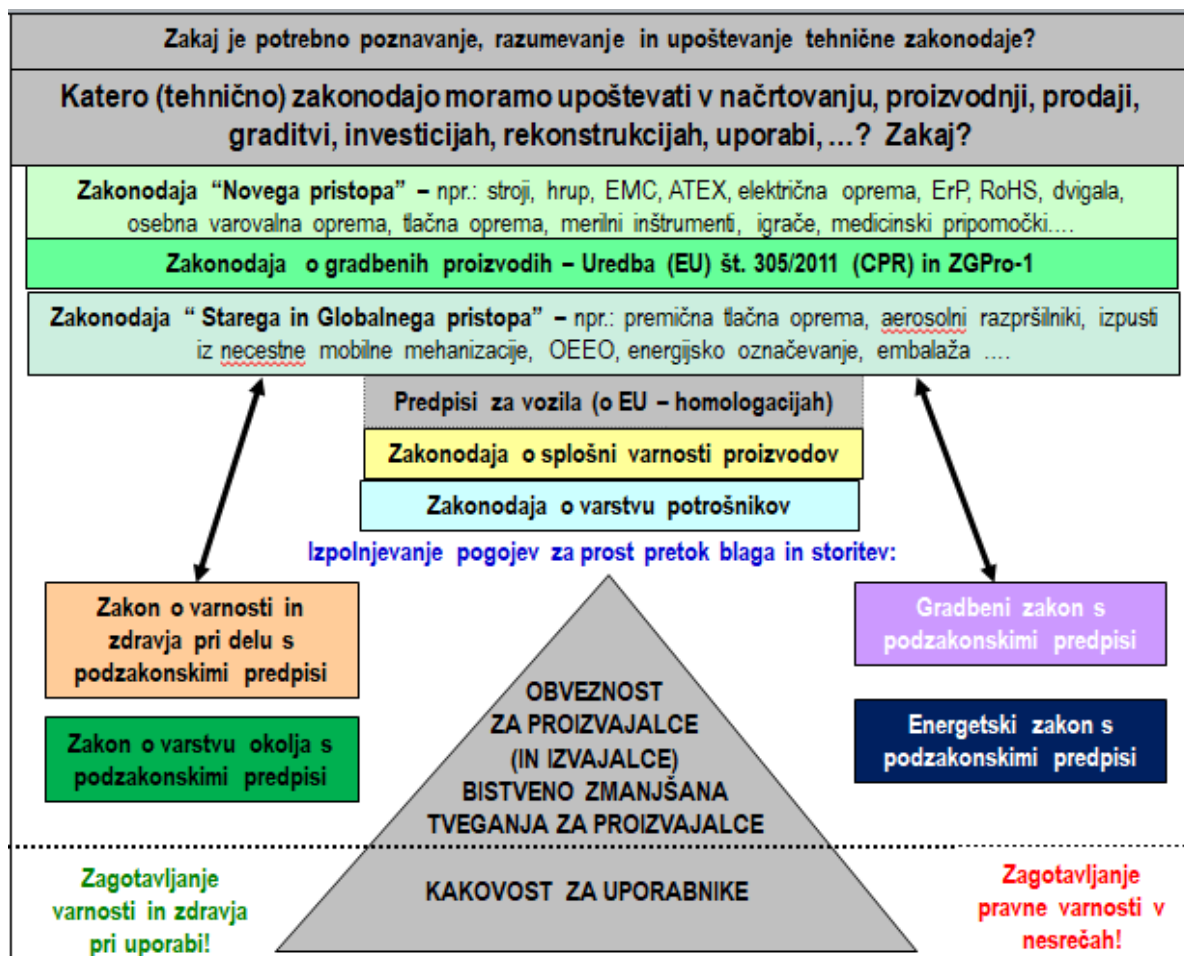 Zakaj je potrebno poznavanje, razumevanje in upoštevanje tehnične zakonodaje?
Katero (tehnično) zakonodajo moramo upoštevati v načrtovanju, proizvodnji, prodaji,
graditvi, investicijah, rekonstrukcijah, uporabi, …? Zakaj?
Zakonodaja “Novega pristopa” – npr.: stroji, hrup, EMC, ATEX, električna oprema, ErP, RoHS, dvigala,
osebna varovalna oprema, tlačna oprema, merilni inštrumenti, igrače, medicinski pripomočki....
Zakonodaja o gradbenih proizvodih – Uredba (EU) št. 305/2011 (CPR) in ZGPro-1
Zakonodaja “ Starega in Globalnega pristopa” – npr.: premična tlačna oprema, aerosolni razpršilniki, izpusti
iz necestne mobilne mehanizacije, OEEO, energijsko označevanje, embalaža ....
Predpisi za vozila (o EU – homologacijah)
Zakonodaja o splošni varnosti proizvodov
Zakonodaja o varstvu potrošnikov
Izpolnjevanje pogojev za prost pretok blaga in storitev:
Zakon o varnosti in
zdravja pri delu s
podzakonskimi predpisi
Gradbeni zakon s
podzakonskimi predpisi
Zakon o varstvu okolja s
podzakonskimi predpisi
Energetski zakon s
podzakonskimi predpisi
OBVEZNOST
ZA PROIZVAJALCE
(IN IZVAJALCE)
BISTVENO ZMANJŠANA
TVEGANJA ZA PROIZVAJALCE
KAKOVOST ZA UPORABNIKE
Zagotavljanje
varnosti in zdravja
pri uporabi!
Zagotavljanje
pravne varnosti v
nesrečah!